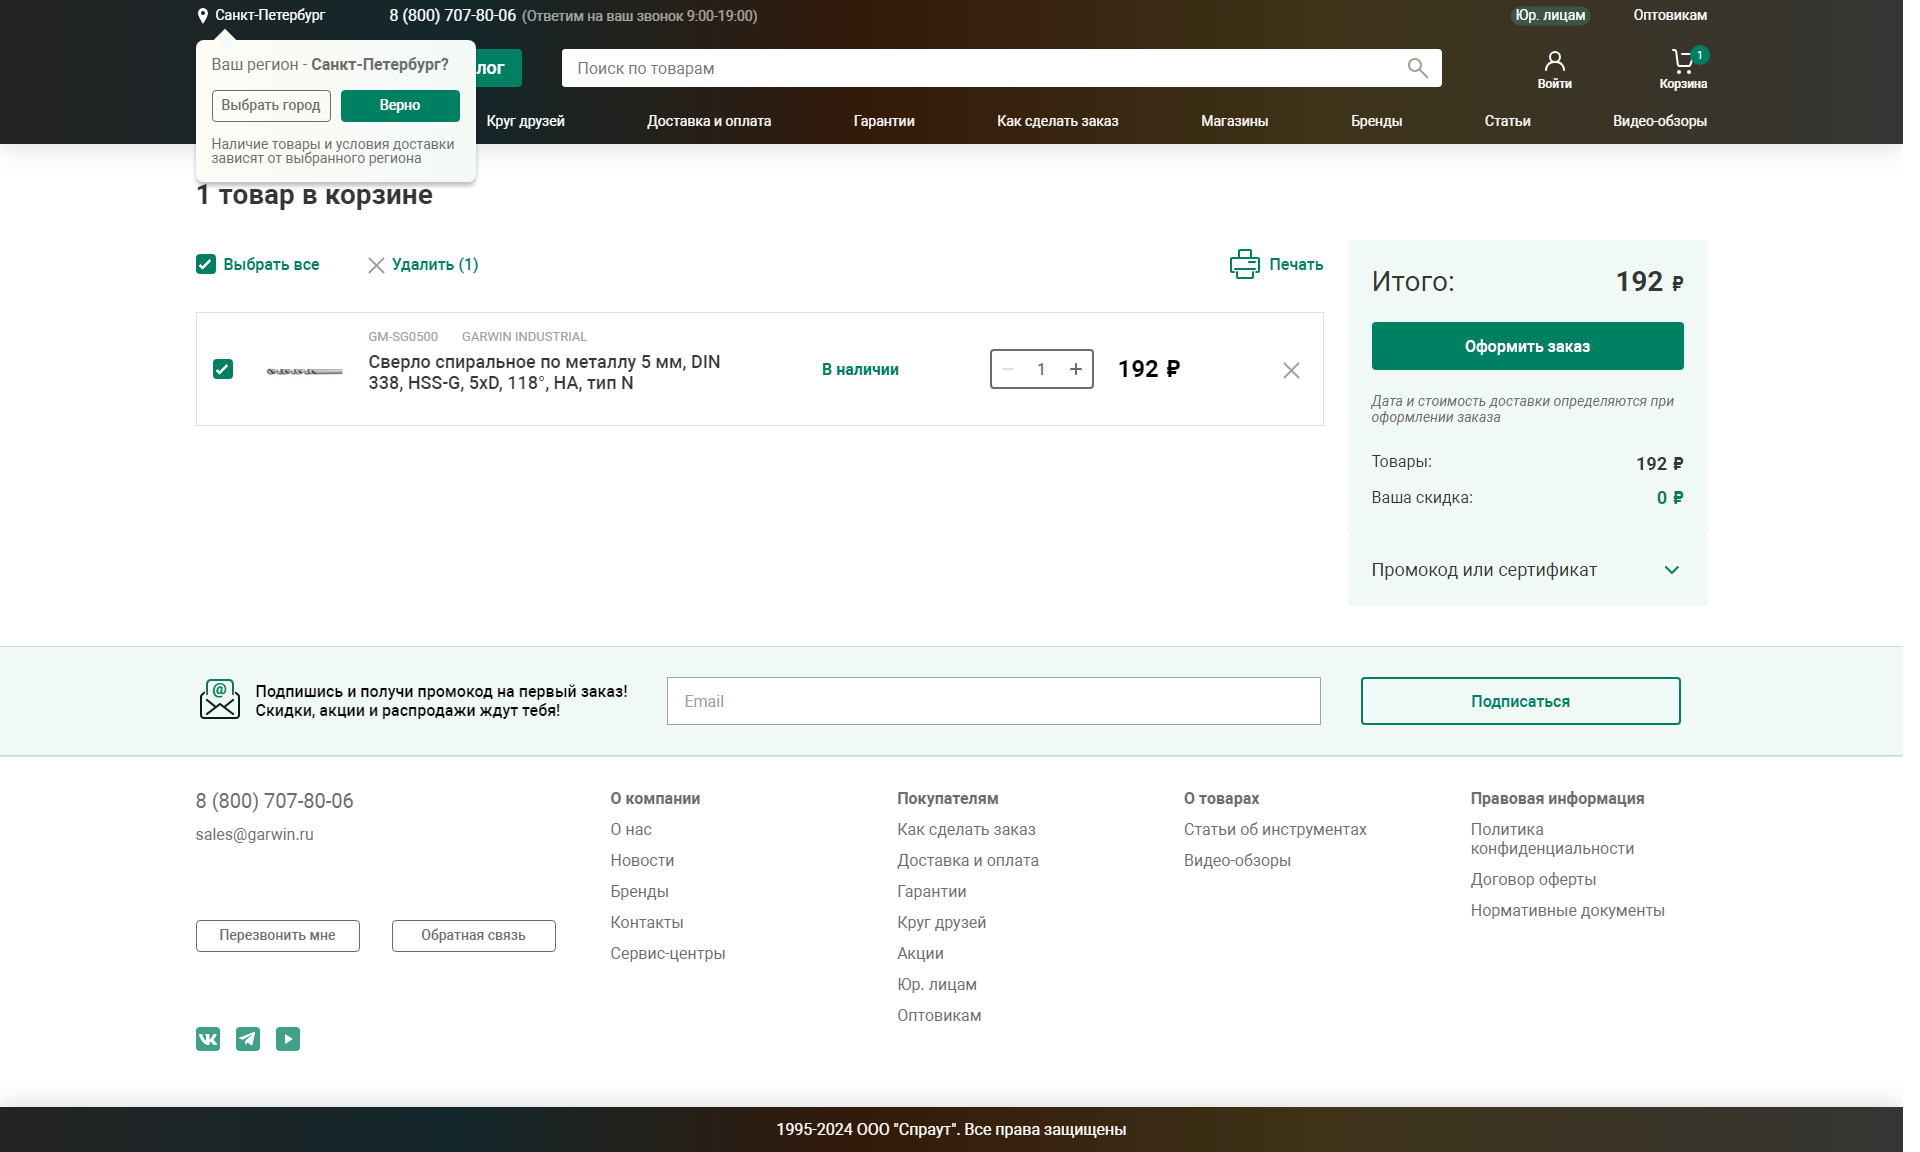 Санкт-Петербург
8 (800) 707-80-06 (Ответим на ваш звонок 9:00-19:00)
Юр. лицам
Оптовикам
Ваш регион - Санкт-Петербург?
Выбрать город
Верно
Наличие товары и условия доставки
зависят от выбранного региона
лог
Поиск по товарам
Войти
1
Корзина
Круг друзей
Доставка и оплата
Гарантии
Как сделать заказ
Магазины
Бренды
Статьи
Видео-обзоры
1 товар в корзине
Выбрать все
Удалить (1)
Печать
GM-SG0500
GARWIN INDUSTRIAL
Сверло спиральное по металлу 5 мм, DIN
338, HSS-G, 5xD, 118°, HA, тип N
В наличии
− 1 +
192 ₽
Итого:
192 ₽
Оформить заказ
Дата и стоимость доставки определяются при
оформлении заказа
Товары:
192 ₽
Ваша скидка:
0 ₽
Промокод или сертификат
@
Подпишись и получи промокод на первый заказ!
Скидки, акции и распродажи ждут тебя!
Email
Подписаться
8 (800) 707-80-06
sales@garwin.ru
Перезвонить мне
Обратная связь
О компании
О нас
Новости
Бренды
Контакты
Сервис-центры
Покупателям
Как сделать заказ
Доставка и оплата
Гарантии
Круг друзей
Акции
Юр. лицам
Оптовикам
О товарах
Статьи об инструментах
Видео-обзоры
Правовая информация
Политика
конфиденциальности
Договор оферты
Нормативные документы
1995-2024 ООО "Спраут". Все права защищены